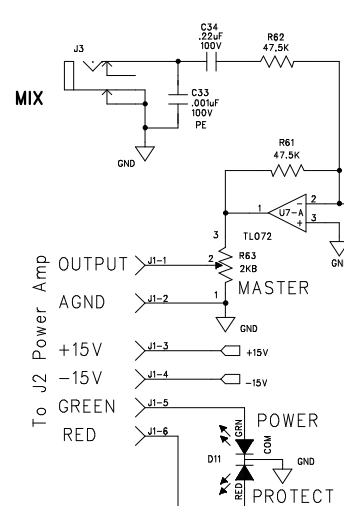 C34
.22uF
100V
R62
47.5K
J3
MIX
C33
.001uF
100V
PE
GND
R61
47.5K
1
U7-A
- 2
+ 3
TL072
GN
3
2
R63
2KB
MASTER
1
GND
To J2 Power Amp
OUTPUT J1-1
AGND J1-2
+15V J1-3 +15V
-15V J1-4 -15V
GREEN J1-5
RED J1-6
POWER
GRN
COM
D11
GND
RED
PROTECT